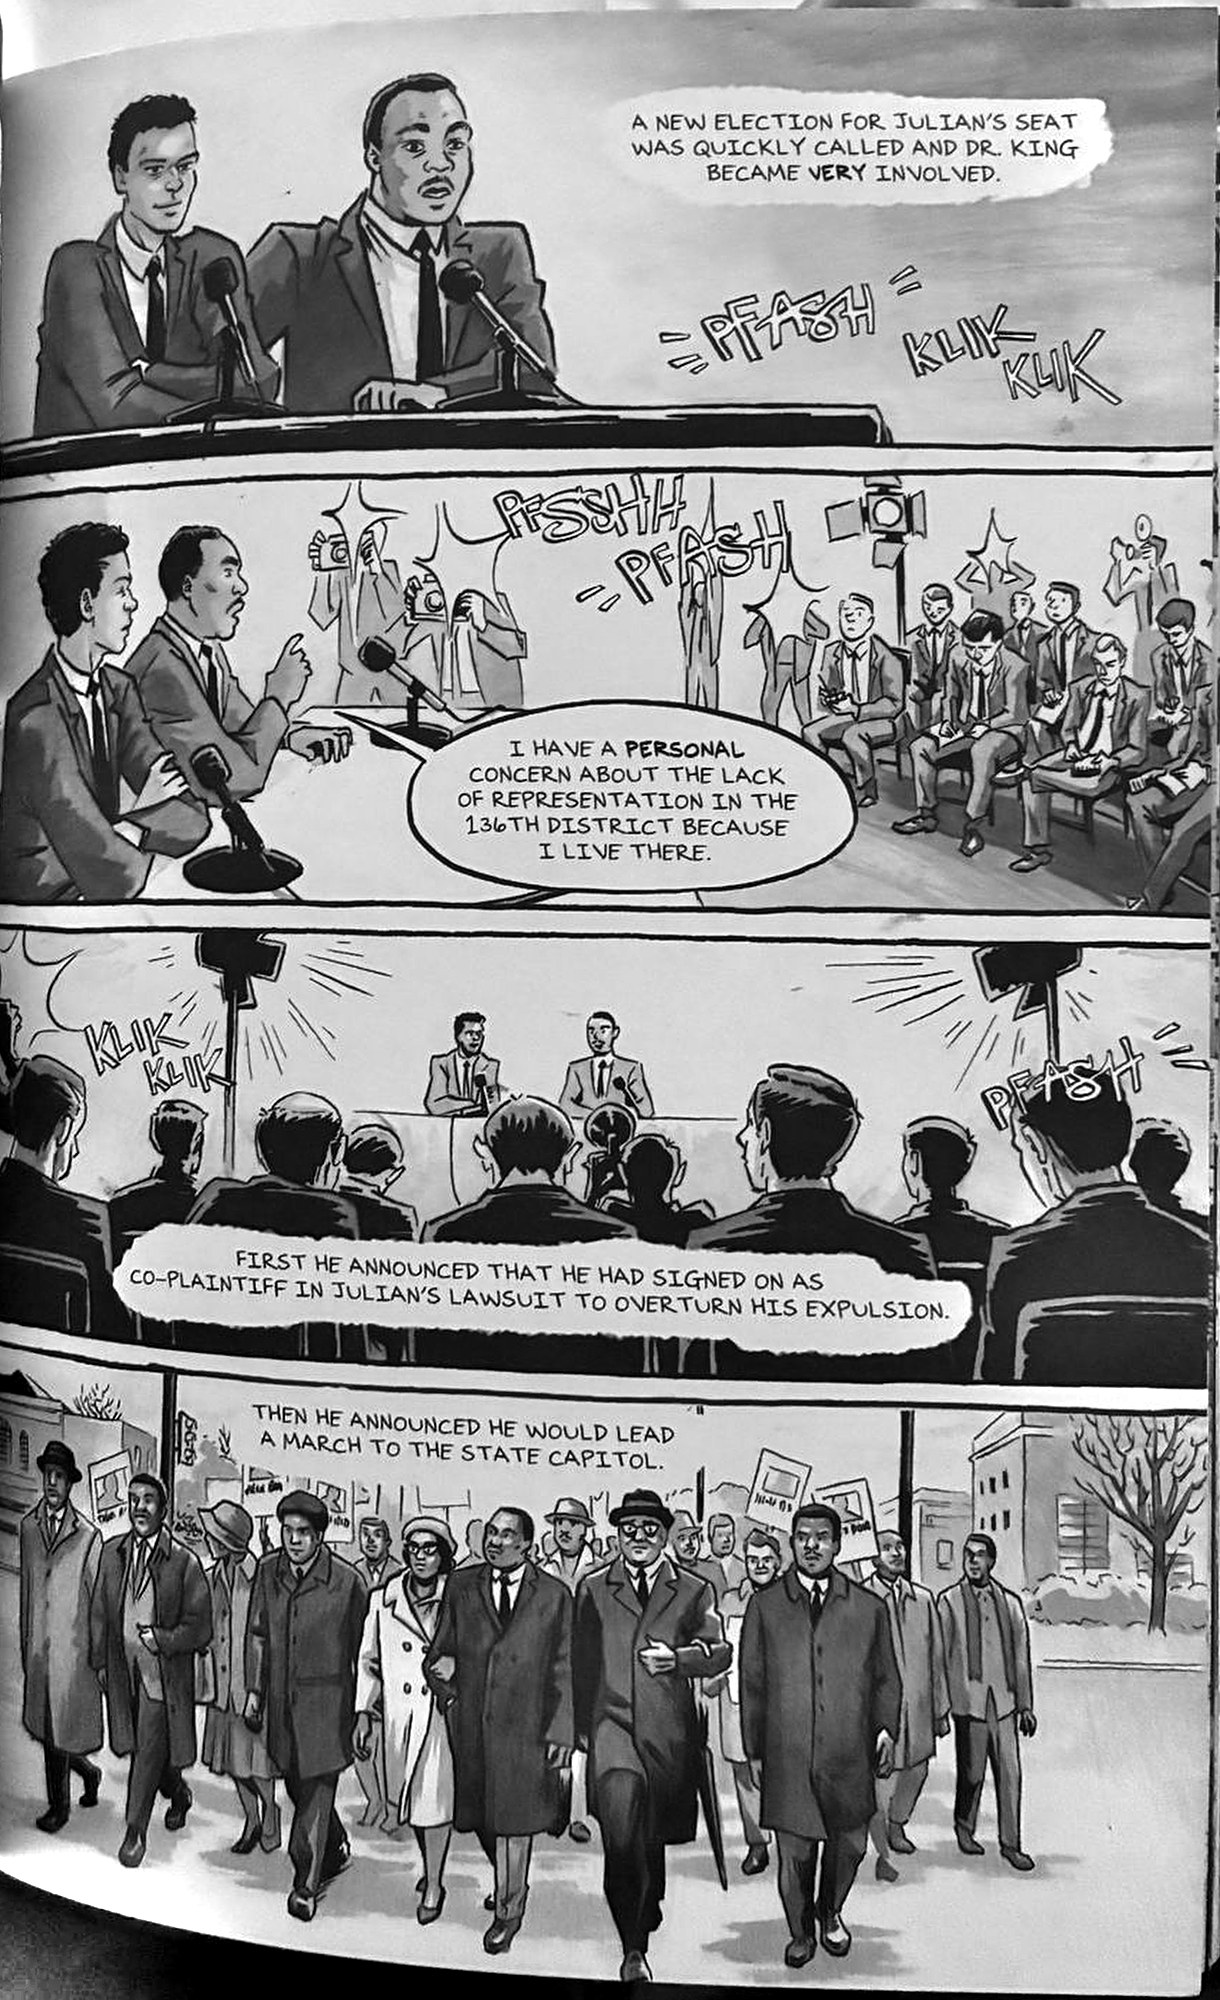 A NEW ELECTION FOR JULIAN'S SEAT
WAS QUICKLY CALLED AND DR. KING
BECAME VERY INVOLVED.
PFASH
KLIK
KLIK
PFSSHH
PFASH
I HAVE A PERSONAL
CONCERN ABOUT THE LACK
OF REPRESENTATION IN THE
136TH DISTRICT BECAUSE
I LIVE THERE.
KLIK
KLIK
PFASH
FIRST HE ANNOUNCED THAT HE HAD SIGNED ON AS
CO-PLAINTIFF IN JULIAN'S LAWSUIT TO OVERTURN HIS EXPULSION.
THEN HE ANNOUNCED HE WOULD LEAD
A MARCH TO THE STATE CAPITOL.